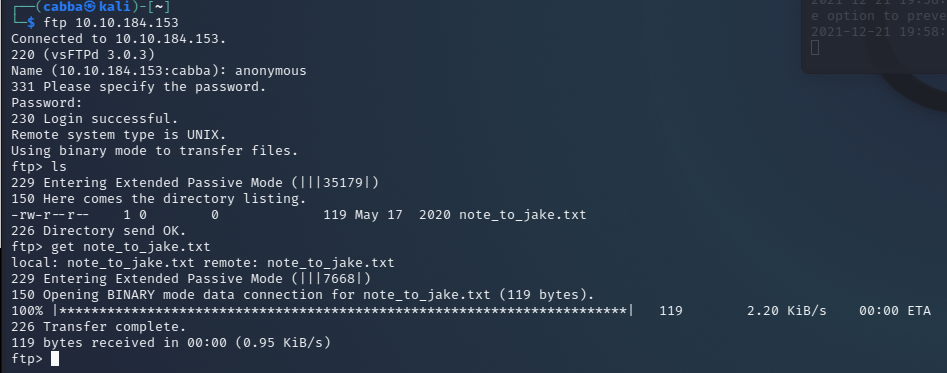 ┌──(cabba㉿kali)-[~]
└─$ ftp 10.10.184.153
Connected to 10.10.184.153.
220 (vsFTPd 3.0.3)
Name (10.10.184.153:cabba): anonymous
331 Please specify the password.
Password:
230 Login successful.
Remote system type is UNIX.
Using binary mode to transfer files.
ftp> ls
229 Entering Extended Passive Mode (|||35179|)
150 Here comes the directory listing.
-rw-r--r--    1 0        0             119 May 17  2020 note_to_jake.txt
226 Directory send OK.
ftp> get note_to_jake.txt
local: note_to_jake.txt remote: note_to_jake.txt
229 Entering Extended Passive Mode (|||7668|)
150 Opening BINARY mode data connection for note_to_jake.txt (119 bytes).
100% |***********************************************************************|   119        2.20 KiB/s    00:00 ETA
226 Transfer complete.
119 bytes received in 00:00 (0.95 KiB/s)
ftp>
e option to preve
2021-12-21 19:58: